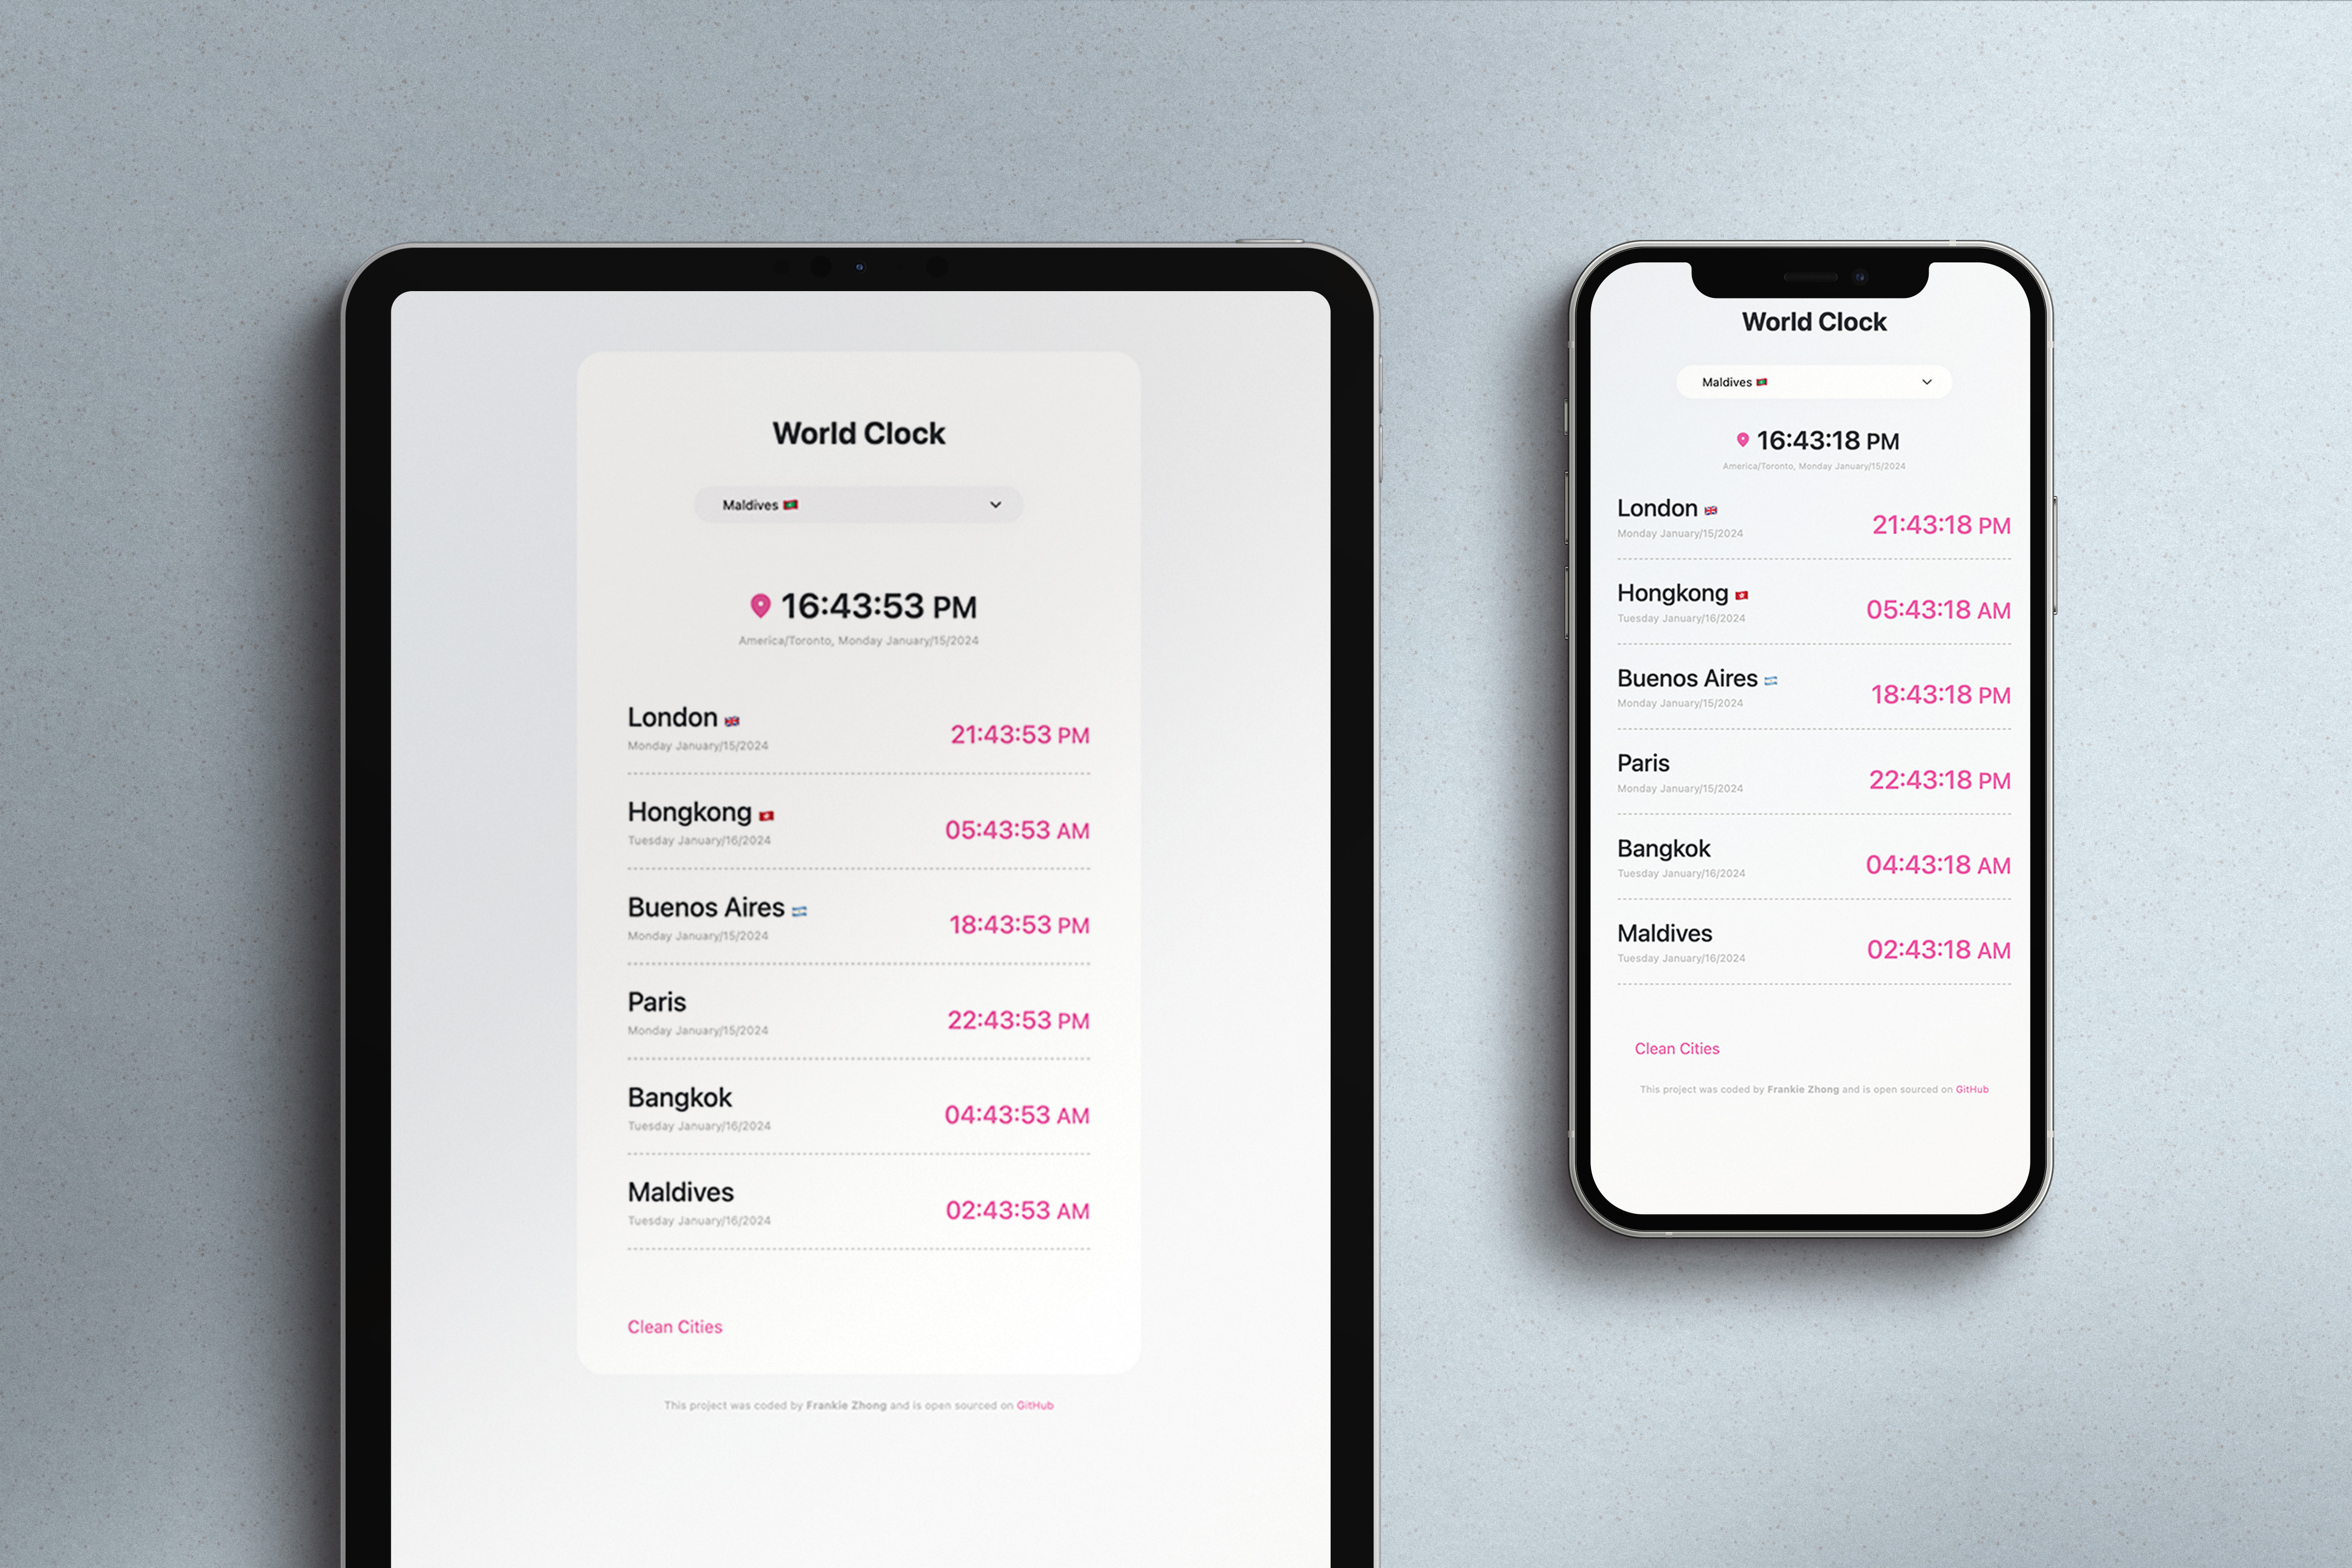 World Clock
Maldives 🇲🇻
16:43:53 PM
America/Toronto, Monday January/15/2024
London 🇬🇧
Monday January/15/2024
21:43:53 PM
Hongkong 🇭🇰
Tuesday January/16/2024
05:43:53 AM
Buenos Aires 🇦🇷
Monday January/15/2024
18:43:53 PM
Paris
Monday January/15/2024
22:43:53 PM
Bangkok
Tuesday January/16/2024
04:43:53 AM
Maldives
Tuesday January/16/2024
02:43:53 AM
Clean Cities
This project was coded by Frankie Zhong and is open sourced on GitHub
World Clock
Maldives 🇲🇻
16:43:18 PM
America/Toronto, Monday January/15/2024
London 🇬🇧
Monday January/15/2024
21:43:18 PM
Hongkong 🇭🇰
Tuesday January/16/2024
05:43:18 AM
Buenos Aires 🇦🇷
Monday January/15/2024
18:43:18 PM
Paris
Monday January/15/2024
22:43:18 PM
Bangkok
Tuesday January/16/2024
04:43:18 AM
Maldives
Tuesday January/16/2024
02:43:18 AM
Clean Cities
This project was coded by Frankie Zhong and is open sourced on GitHub